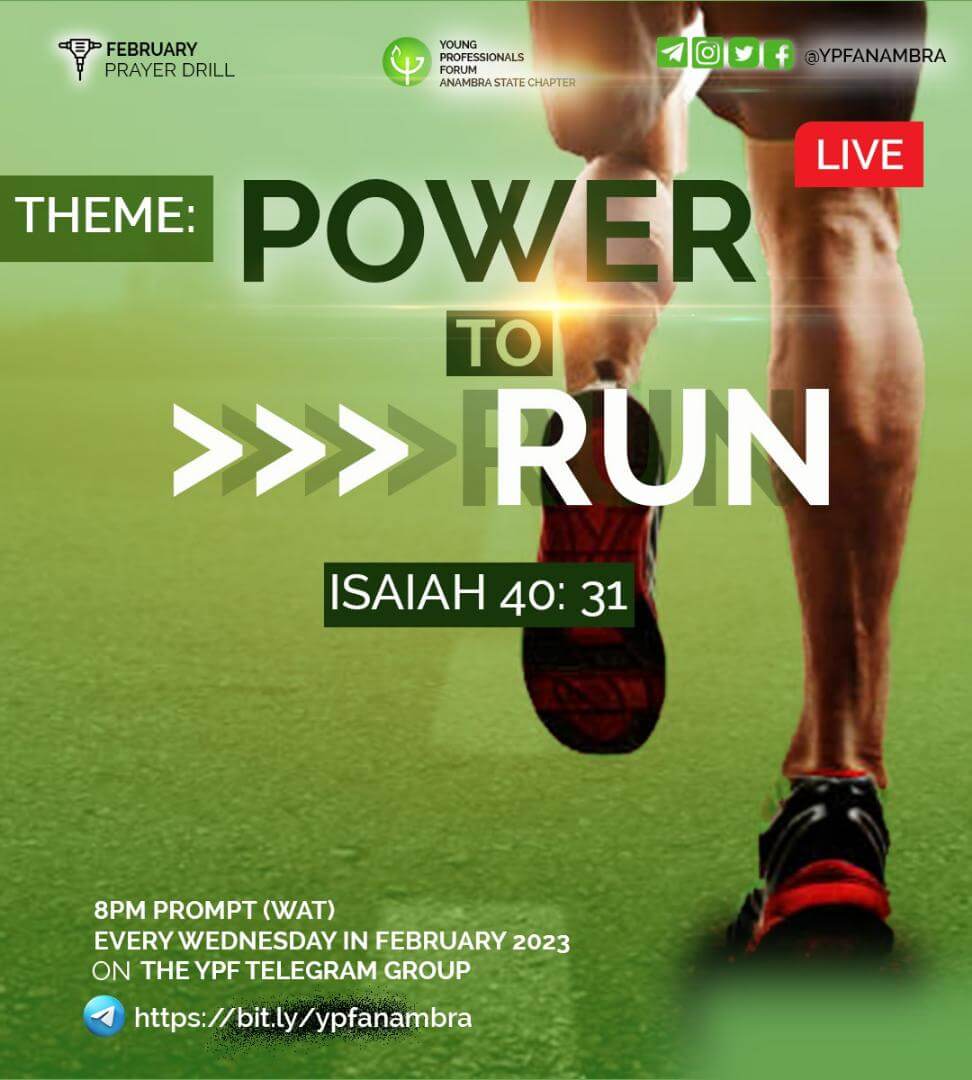 FEBRUARY
PRAYER DRILL
YOUNG
PROFESSIONALS
FORUM
ANAMBRA STATE CHAPTER
@YPFANAMBRA
LIVE
THEME:
POWER
TO
>>>> RUN
ISAIAH 40: 31
8PM PROMPT (WAT)
EVERY WEDNESDAY IN FEBRUARY 2023
ON THE YPF TELEGRAM GROUP
https://bit.ly/ypfanambra